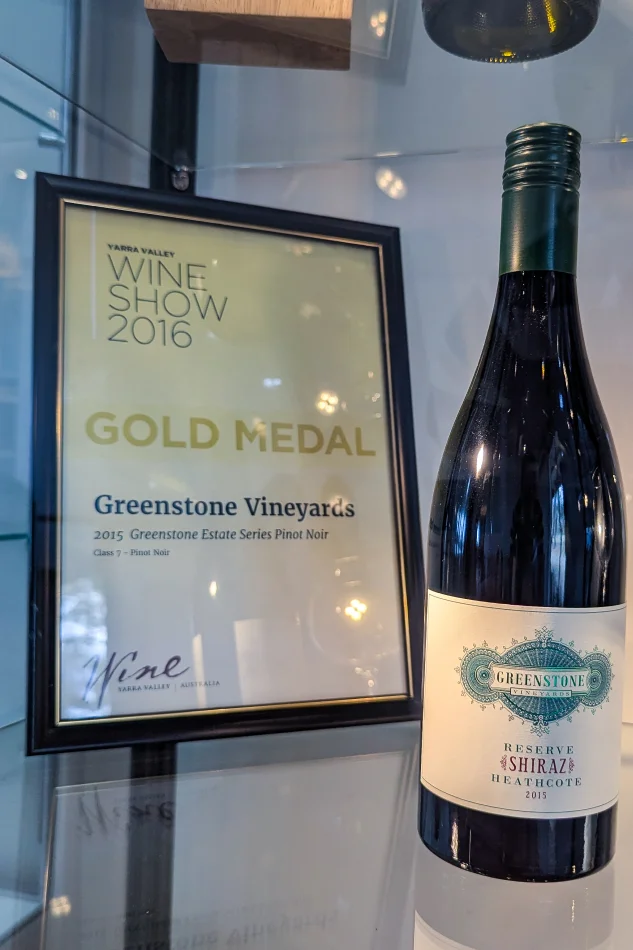 YARRA VALLEY
WINE
SHOW
2016
GOLD MEDAL
Greenstone Vineyards
2015 Greenstone Estate Series Pinot Noir
Class 7 - Pinot Noir
Wine
YARRA VALLEY | AUSTRALIA
GREENSTONE
VINEYARDS
RESERVE
SHIRAZ
HEATHCOTE
2015